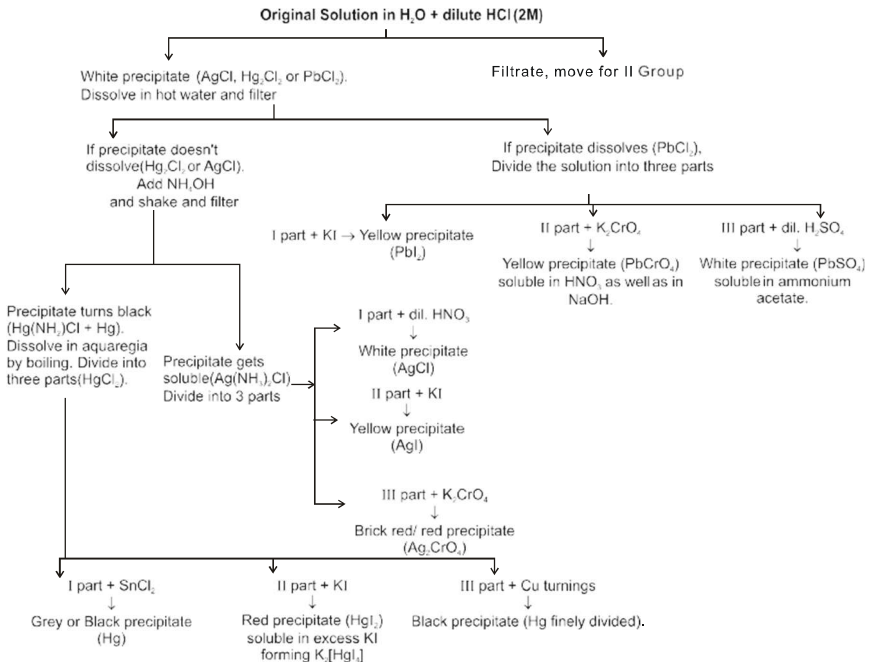 Original Solution in H₂O + dilute HCl (2M)
White precipitate (AgCl, Hg₂Cl₂ or PbCl₂).
Dissolve in hot water and filter
Filtrate, move for II Group
If precipitate doesn't
dissolve(Hg₂Cl₂ or AgCl).
Add NH₄OH
and shake and filter
If precipitate dissolves (PbCl₂),
Divide the solution into three parts
I part + KI → Yellow precipitate
(PbI₂)
II part + K₂CrO₄
↓
Yellow precipitate (PbCrO₄)
soluble in HNO₃ as well as in
NaOH.
III part + dil. H₂SO₄
↓
White precipitate (PbSO₄)
soluble in ammonium
acetate.
Precipitate turns black
(Hg(NH₂)Cl + Hg).
Dissolve in aquaregia
by boiling. Divide into
three parts(HgCl₂).
Precipitate gets
soluble(Ag(NH₃)₂Cl)
Divide into 3 parts
I part + dil. HNO₃
↓
White precipitate
(AgCl)
II part + KI
↓
Yellow precipitate
(AgI)
III part + K₂CrO₄
↓
Brick red/ red precipitate
(Ag₂CrO₄)
I part + SnCl₂
↓
Grey or Black precipitate
(Hg)
II part + KI
↓
Red precipitate (HgI₂)
soluble in excess KI
forming K₂[HgI₄]
III part + Cu turnings
↓
Black precipitate (Hg finely divided).